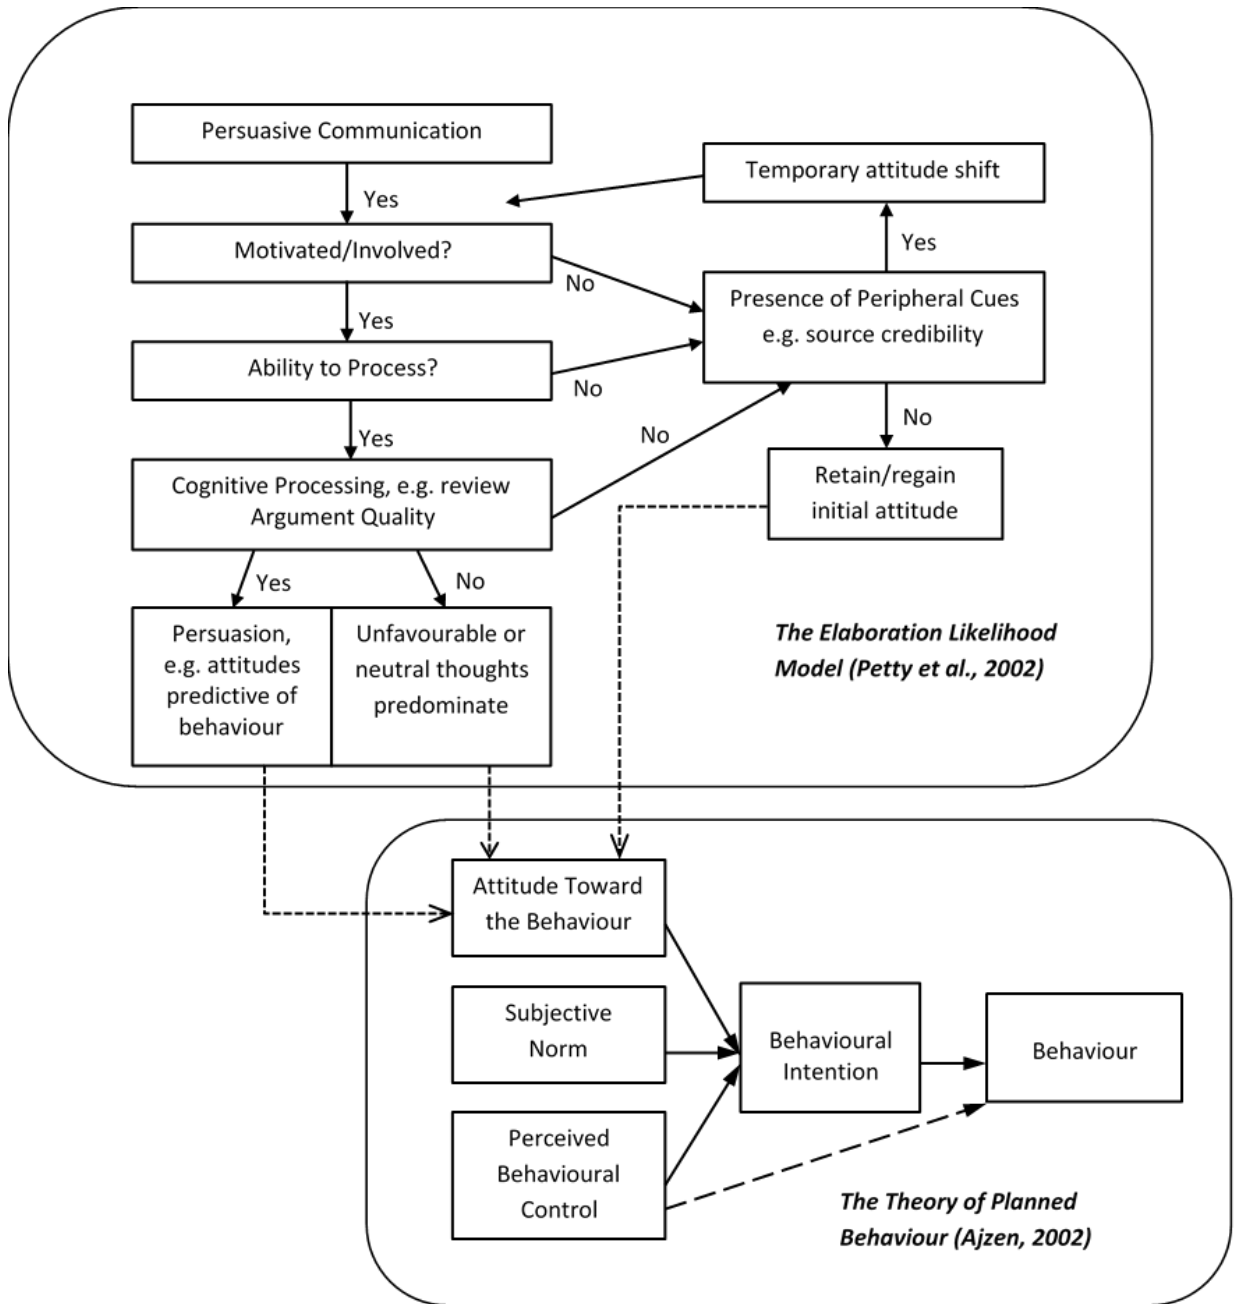 Persuasive Communication
Yes
Motivated/Involved?
No
Yes
Ability to Process?
No
Yes
Cognitive Processing, e.g. review
Argument Quality
No
Yes
No
Persuasion,
e.g. attitudes
predictive of
behaviour
Unfavourable or
neutral thoughts
predominate
Temporary attitude shift
Yes
Presence of Peripheral Cues
e.g. source credibility
No
Retain/regain
initial attitude
The Elaboration Likelihood
Model (Petty et al., 2002)
Attitude Toward
the Behaviour
Subjective
Norm
Perceived
Behavioural
Control
Behavioural
Intention
Behaviour
The Theory of Planned
Behaviour (Ajzen, 2002)